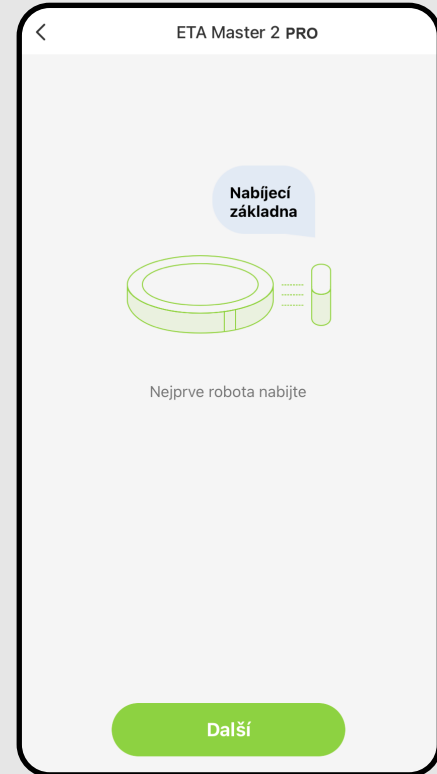 ETA Master 2 PRO
Nabíjecí
základna
Nejprve robota nabijte
Další